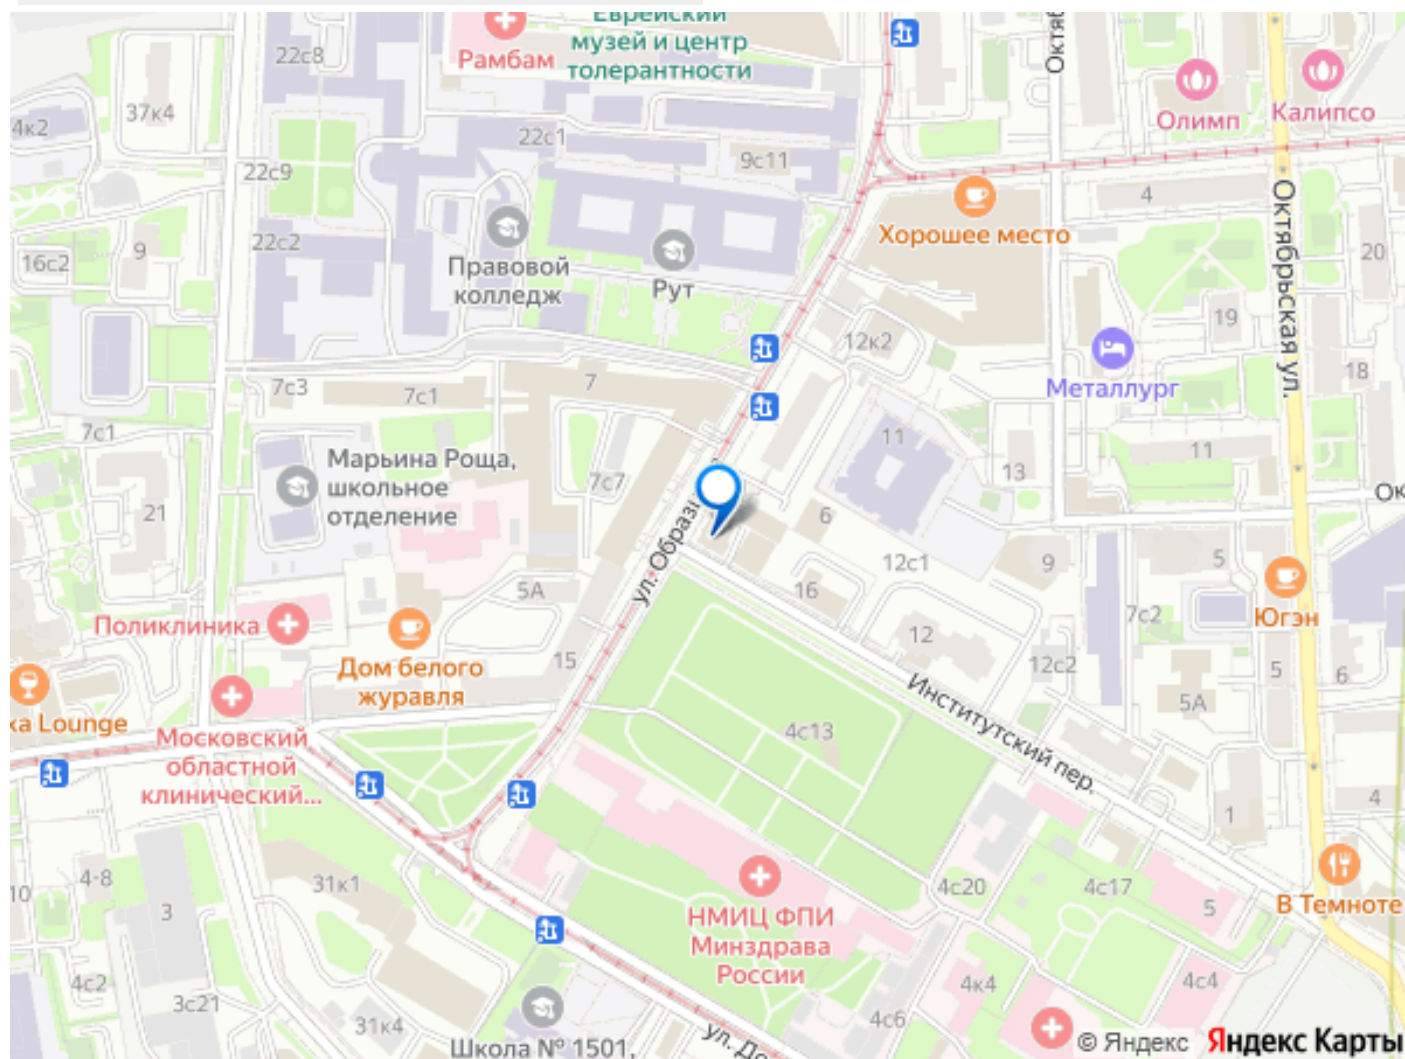 Еврейский
музей и центр
толерантности
Рамбам
22с8
37к4
4к2
22с1
9с11
22с9
22с2
9
16с2
Правовой
колледж
Рут
Олимп
Калипсо
4
Хорошее место
Октябрьская ул.
20
19
18
12к2
Металлург
7с3
7с1
7
7с1
11
11
13
Марьина Роща,
школьное
отделение
7с7
21
6
ул. Образц
12с1
9
5
5А
16
Поликлиника
Дом белого
журавля
15
12
7с2
Югэн
12с2
5
6
5А
ка Lounge
Московский
областной
клинический...
4с13
Институтский пер.
1
4
4-8
10
3
31к1
НМИЦ ФПИ
Минздрава
России
4с20
4с17
5
В Темноте
4с2
3с21
31к4
4к4
4с4
4с6
Школа № 1501,
ул. До
© Яндекс Яндекс Карты